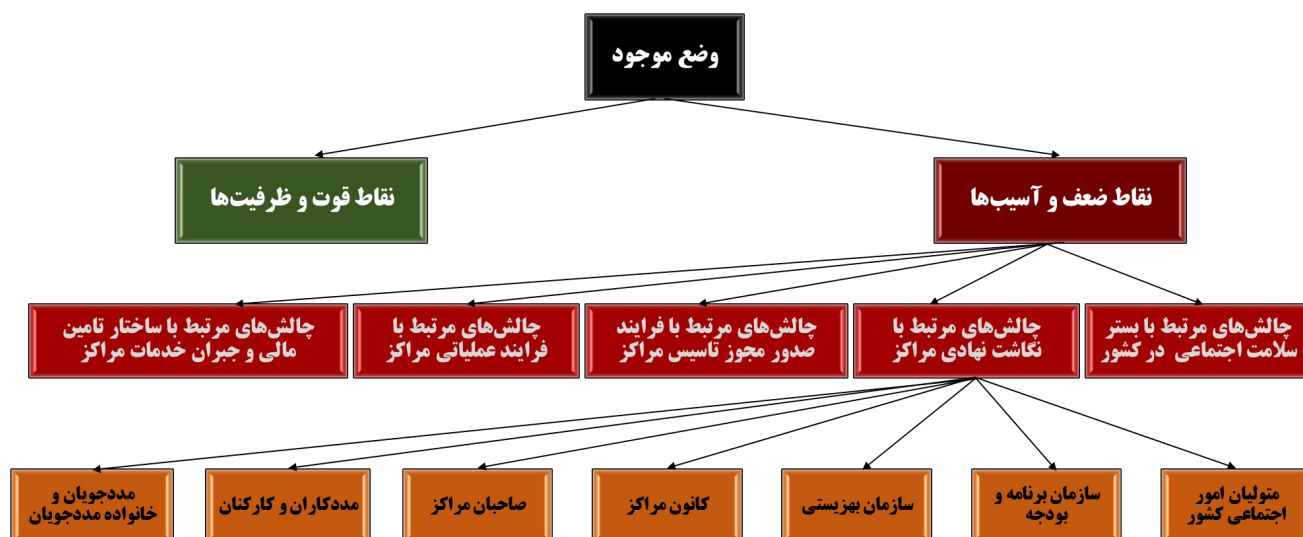 وضع موجود
نقاط ضعف و آسیب‌ها
نقاط قوت و ظرفیت‌ها
چالش‌های مرتبط با بستر
سلامت اجتماعی در کشور
چالش‌های مرتبط با
نگاشت نهادی مراکز
چالش‌های مرتبط با فرایند
صدور مجوز تاسیس مراکز
چالش‌های مرتبط با
فرایند عملیاتی مراکز
چالش‌های مرتبط با ساختار تامین
مالی و جبران خدمات مراکز
متولیان امور
اجتماعی کشور
سازمان برنامه و
بودجه
سازمان بهزیستی
کانون مراکز
صاحبان مراکز
مددکاران و کارکنان
مددجویان و
خانواده مددجویان